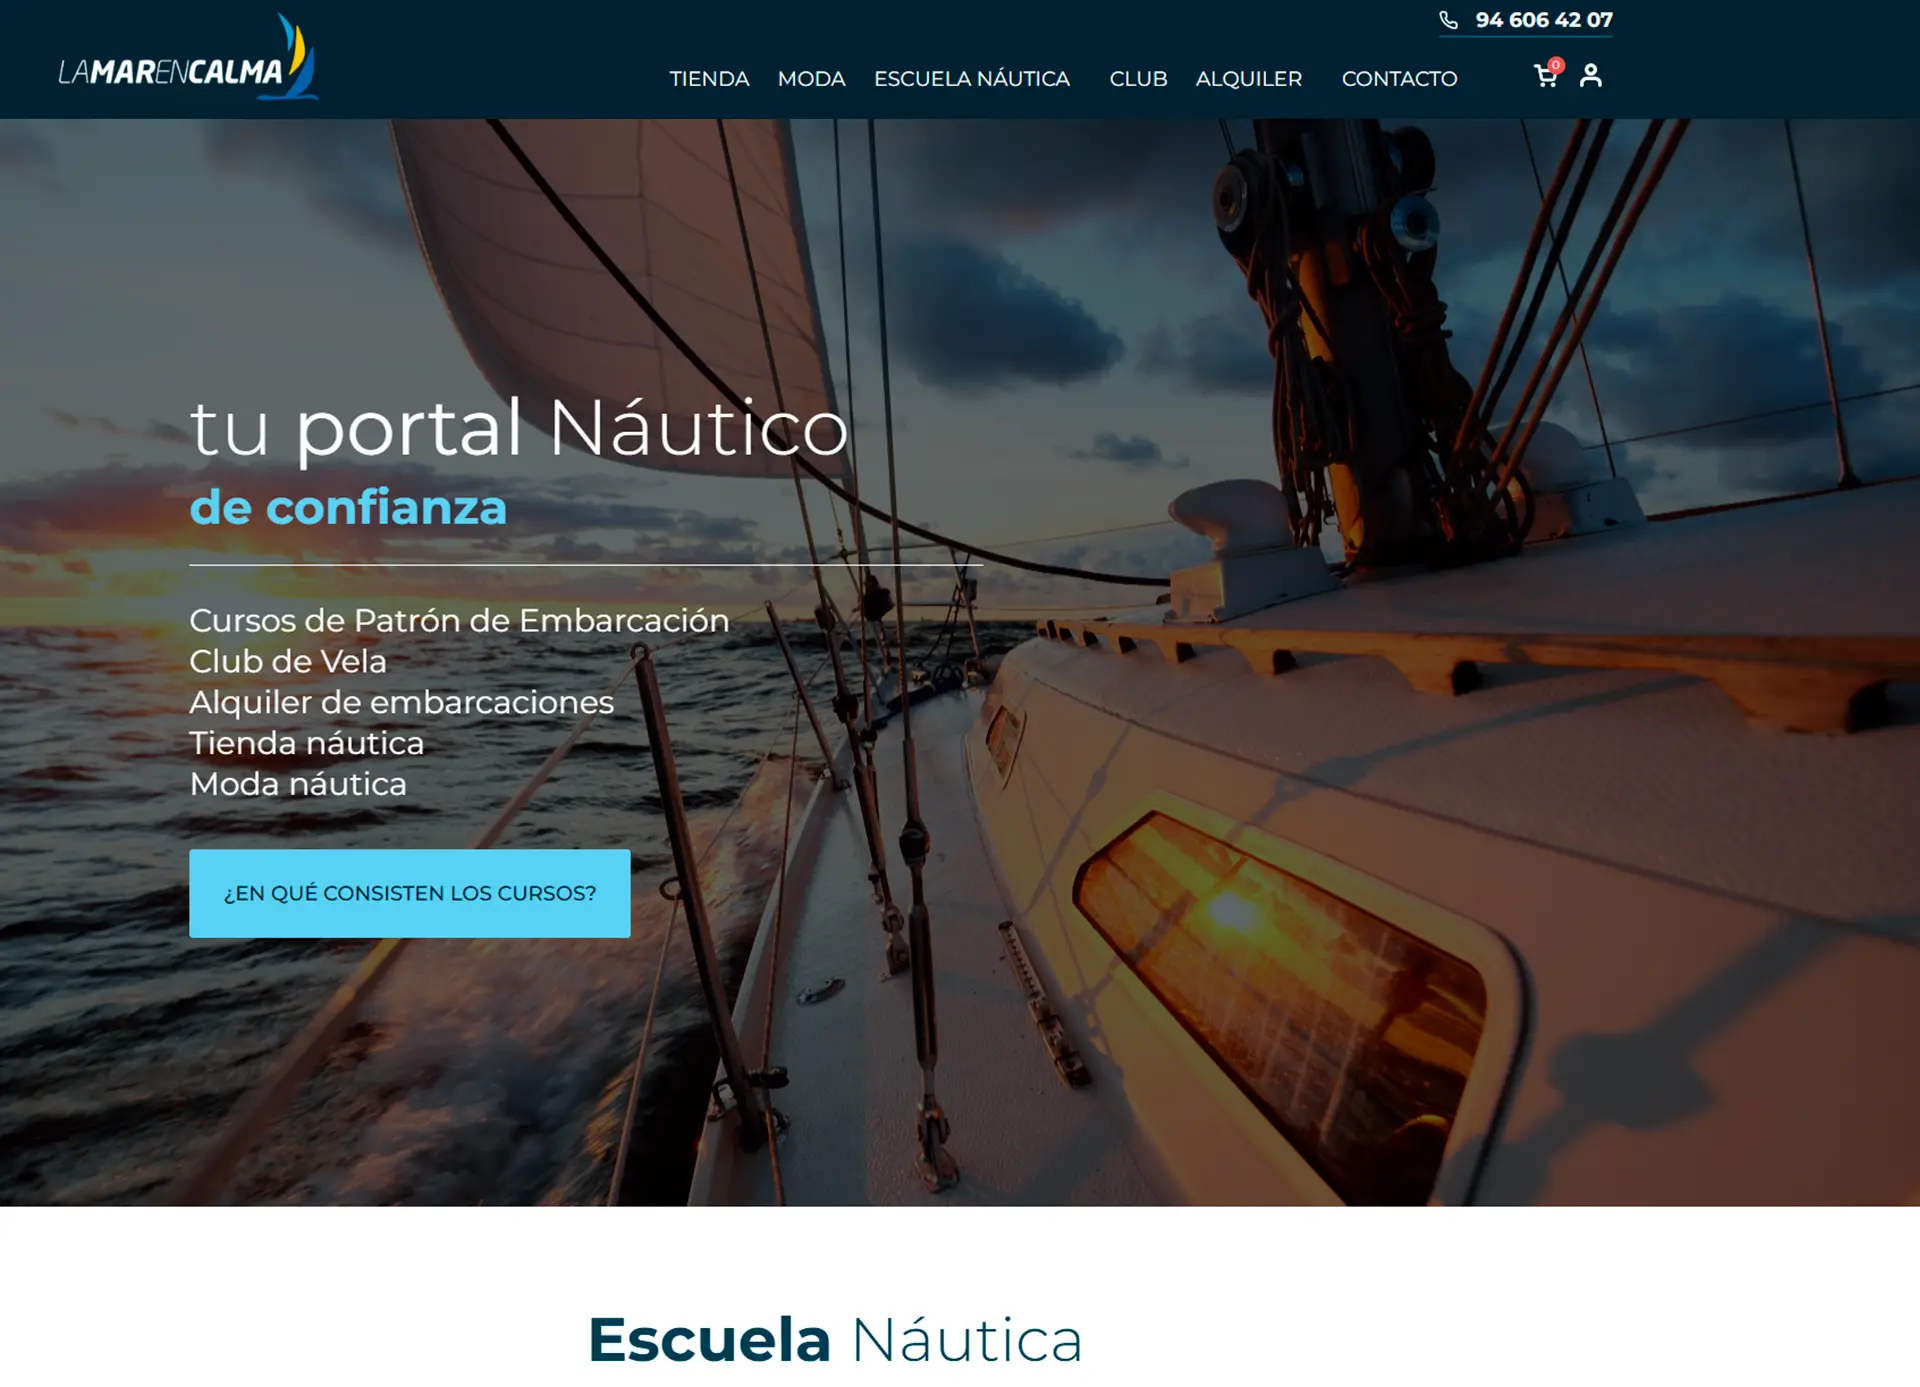 94 606 42 07
LAMARENCALMA
TIENDA MODA ESCUELA NÁUTICA CLUB ALQUILER CONTACTO
0
tu portal Náutico
de confianza
Cursos de Patrón de Embarcación
Club de Vela
Alquiler de embarcaciones
Tienda náutica
Moda náutica
¿EN QUÉ CONSISTEN LOS CURSOS?
Escuela Náutica